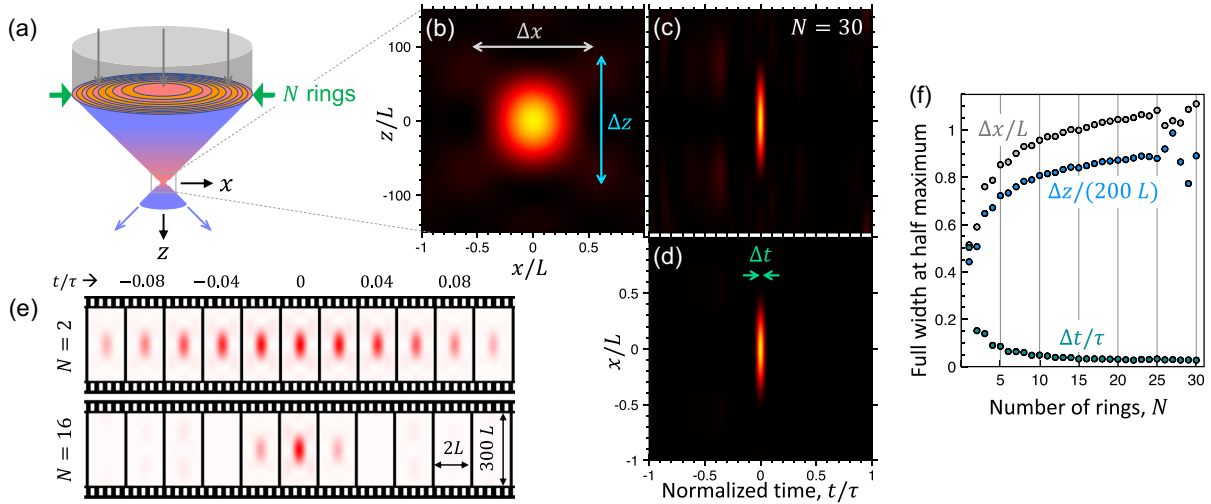 (a)
N rings
x
z
(b)
Δx
Δz
z/L
100
0
-100
-1
-0.5
0
0.5
x/L
(c)
N = 30
(d)
Δt
x/L
0.5
0
-0.5
-1
-1
-0.5
0
0.5
1
Normalized time, t/τ
(e)
t/τ → −0.08 −0.04 0 0.04 0.08
N = 2
N = 16
2L
300 L
(f)
Full width at half maximum
1
0.8
0.6
0.4
0.2
0
Δx/L
Δz/(200 L)
Δt/τ
5 10 15 20 25 30
Number of rings, N